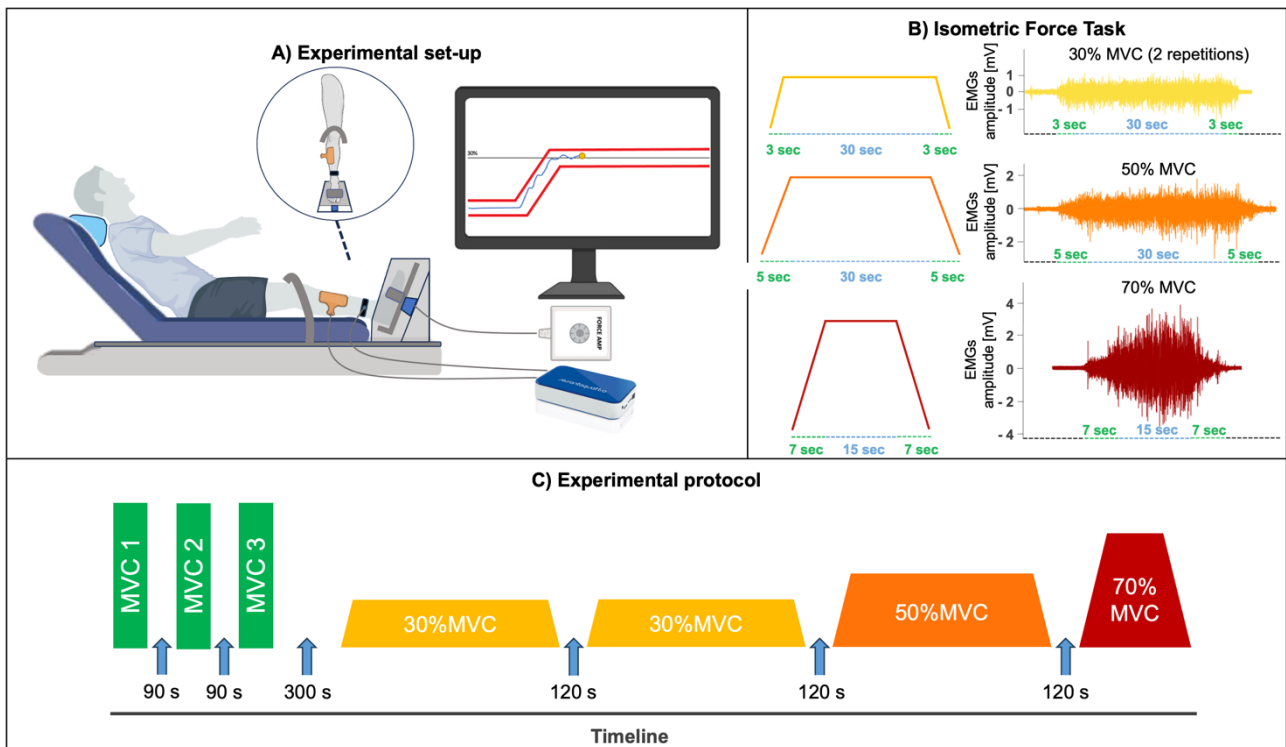 A) Experimental set-up
30%
FORCE AMP
B) Isometric Force Task
30% MVC (2 repetitions)
EMGs
amplitude [mV]
1
0
- 1
3 sec
30 sec
3 sec
3 sec
30 sec
3 sec
50% MVC
EMGs
amplitude [mV]
2
0
- 2
5 sec
30 sec
5 sec
5 sec
30 sec
5 sec
70% MVC
EMGs
amplitude [mV]
4
2
0
- 2
- 4
7 sec
15 sec
7 sec
7 sec
15 sec
7 sec
C) Experimental protocol
MVC 1
MVC 2
MVC 3
30%MVC
30%MVC
50%MVC
70%
MVC
90 s
90 s
300 s
120 s
120 s
120 s
Timeline